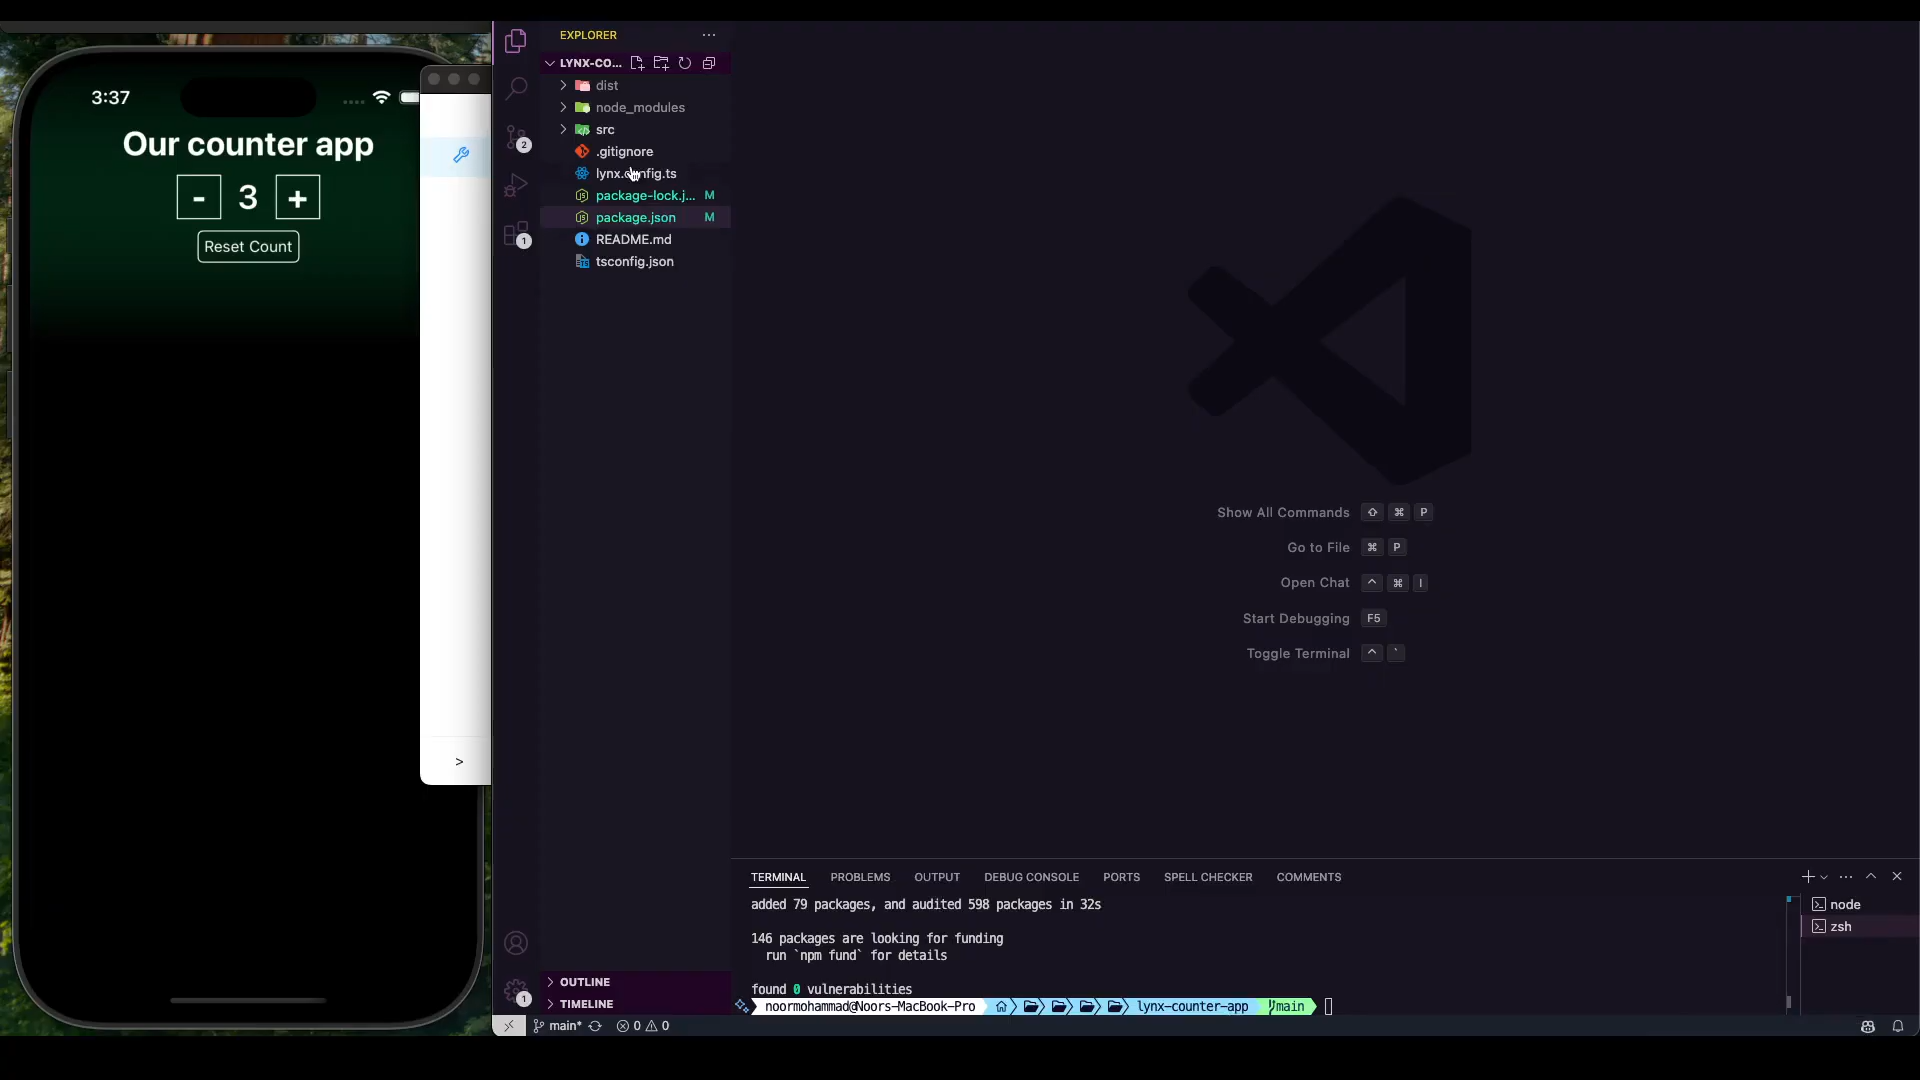 3:37
Our counter app
- 3 +
Reset Count
>
EXPLORER
LYNX-CO...
dist
node_modules
src
.gitignore
lynx.config.ts
package-lock.j... M
package.json M
README.md
tsconfig.json
2
1
OUTLINE
TIMELINE
1
Show All Commands ⇧ ⌘ P
Go to File ⌘ P
Open Chat ^ ⌘ I
Start Debugging F5
Toggle Terminal ^ `
TERMINAL PROBLEMS OUTPUT DEBUG CONSOLE PORTS SPELL CHECKER COMMENTS
added 79 packages, and audited 598 packages in 32s
146 packages are looking for funding
run `npm fund` for details
found 0 vulnerabilities
noormohammad@Noors-MacBook-Pro lynx-counter-app main
node
zsh
main* 0 0